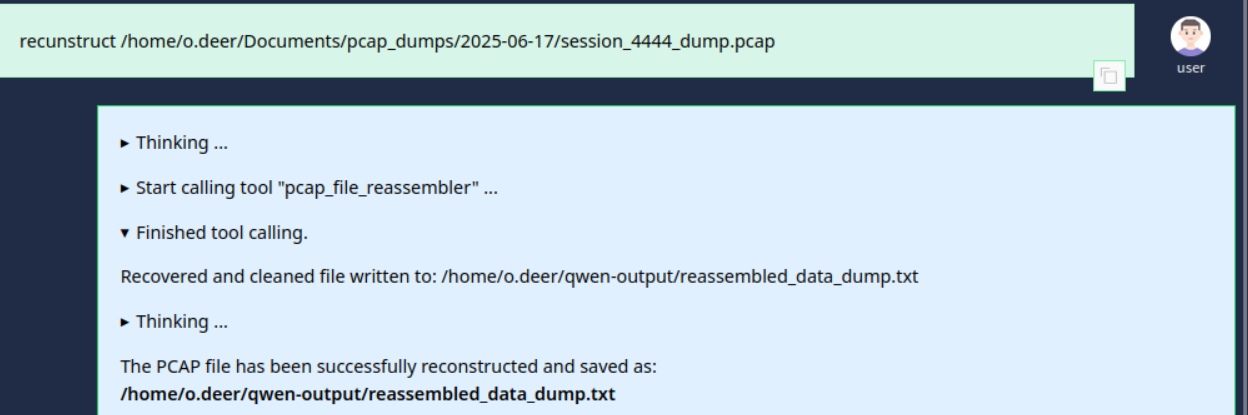 recunstruct /home/o.deer/Documents/pcap_dumps/2025-06-17/session_4444_dump.pcap
user
▸ Thinking ...
▸ Start calling tool "pcap_file_reassembler" ...
▾ Finished tool calling.
Recovered and cleaned file written to: /home/o.deer/qwen-output/reassembled_data_dump.txt
▸ Thinking ...
The PCAP file has been successfully reconstructed and saved as:
/home/o.deer/qwen-output/reassembled_data_dump.txt